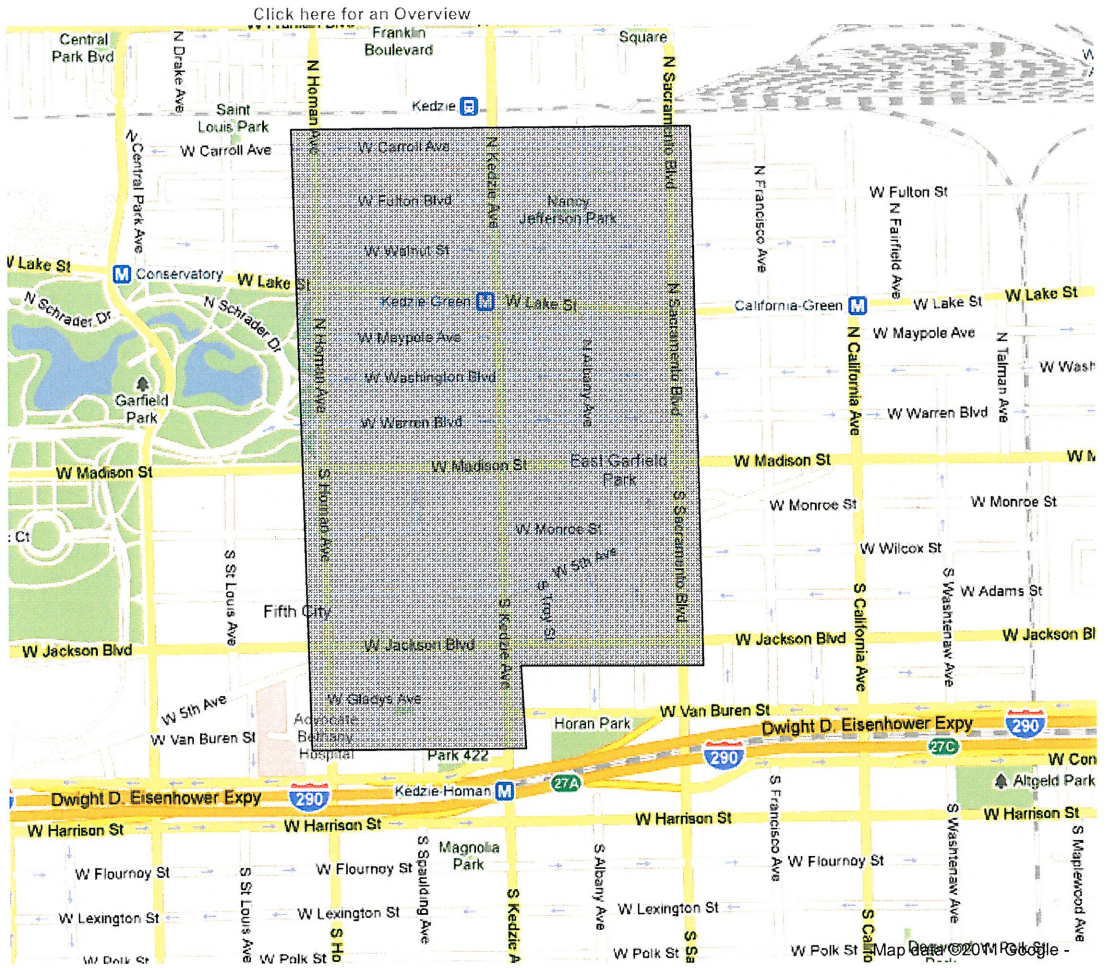 Click here for an Overview
Central
Park Bvd
N Drake Ave
Franklin
Boulevard
Square
N Homan Ave
Kedzie
N Sacramento Blvd
Saint
Louis Park
W Carroll Ave
W Carroll Ave
N Central Park Ave
N Kedzie Ave
N Francisco Ave
W Fulton Blvd
Nancy
Jefferson Park
W Fulton St
N Fairfield Ave
W Walnut St
W Lake St
Conservatory
W Lake St
Kedzie-Green
W Lake St
California-Green
W Lake St
W Lake St
N Schrader Dr
N Schrader Dr
N Sacramento Blvd
N Homan Ave
W Maypole Ave
N Albany Ave
N California Ave
W Maypole Ave
N Talman Ave
W Washington Blvd
W Wash
Garfield
Park
W Warren Blvd
W Warren Blvd
W Madison St
W Madison St
East Garfield
Park
W Madison St
W M
S Homan Ave
S Sacramento Blvd
W Monroe St
W Monroe St
W Monroe St
Ct
W Wilcox St
W 5th Ave
S St Louis Ave
S Troy St
S California Ave
S Washtenaw Ave
W Adams St
Fifth City
S Kedzie Ave
W Jackson Blvd
W Jackson Blvd
W Jackson Blvd
W Jackson Bl
W Gladys Ave
W 5th Ave
Advocate
Bethany
Hospital
W Van Buren St
Horan Park
W Van Buren St
Dwight D. Eisenhower Expy
290
290
27C
Park 422
W Con
Dwight D. Eisenhower Expy
290
Kedzie-Homan
27A
Altgeld Park
W Harrison St
W Harrison St
W Harrison St
W Harrison St
S Francisco Ave
S Washtenaw Ave
S Maplewood Ave
Magnolia
Park
S Spaulding Ave
S Albany Ave
W Flournoy St
W Flournoy St
W Flournoy St
S St Louis Ave
W Lexington St
W Lexington St
W Lexington St
S Ho
S Kedzie A
S Sa
S Califo
W Polk St
W Polk St
W Polk St
Map data ©2011 Google -